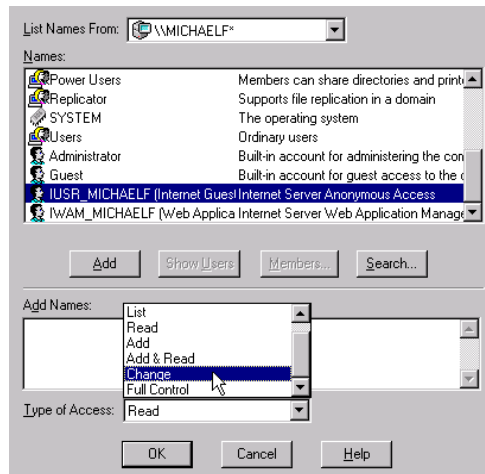 List Names From: \\MICHAELF*
Names:
Power Users Members can share directories and print
Replicator Supports file replication in a domain
SYSTEM The operating system
Users Ordinary users
Administrator Built-in account for administering the com
Guest Built-in account for guest access to the c
IUSR_MICHAELF (Internet Guest Internet Server Anonymous Access
IWAM_MICHAELF (Web Applica Internet Server Web Application Manage
Add Show Users Members... Search...
Add Names:
List
Read
Add
Add & Read
Change
Full Control
Type of Access: Read
OK Cancel Help